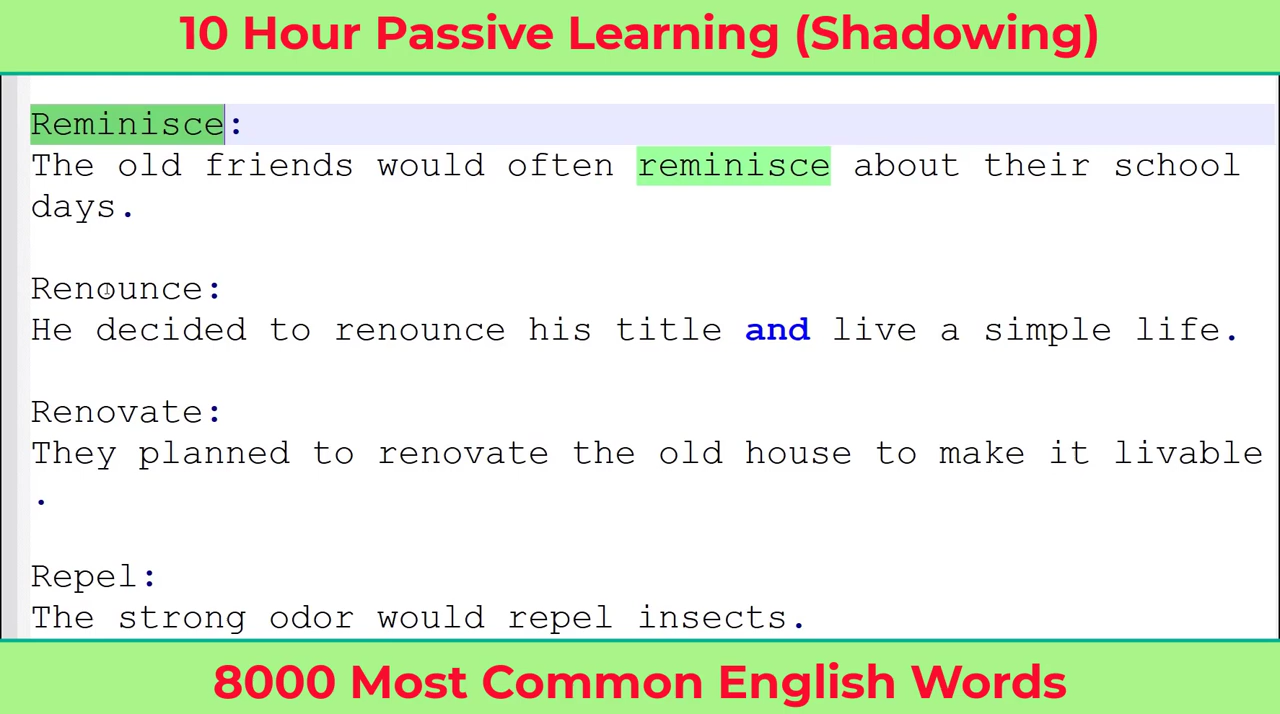 10 Hour Passive Learning (Shadowing)
Reminisce:
The old friends would often reminisce about their school
days.
Renounce:
He decided to renounce his title and live a simple life.
Renovate:
They planned to renovate the old house to make it livable
.
Repel:
The strong odor would repel insects.
8000 Most Common English Words